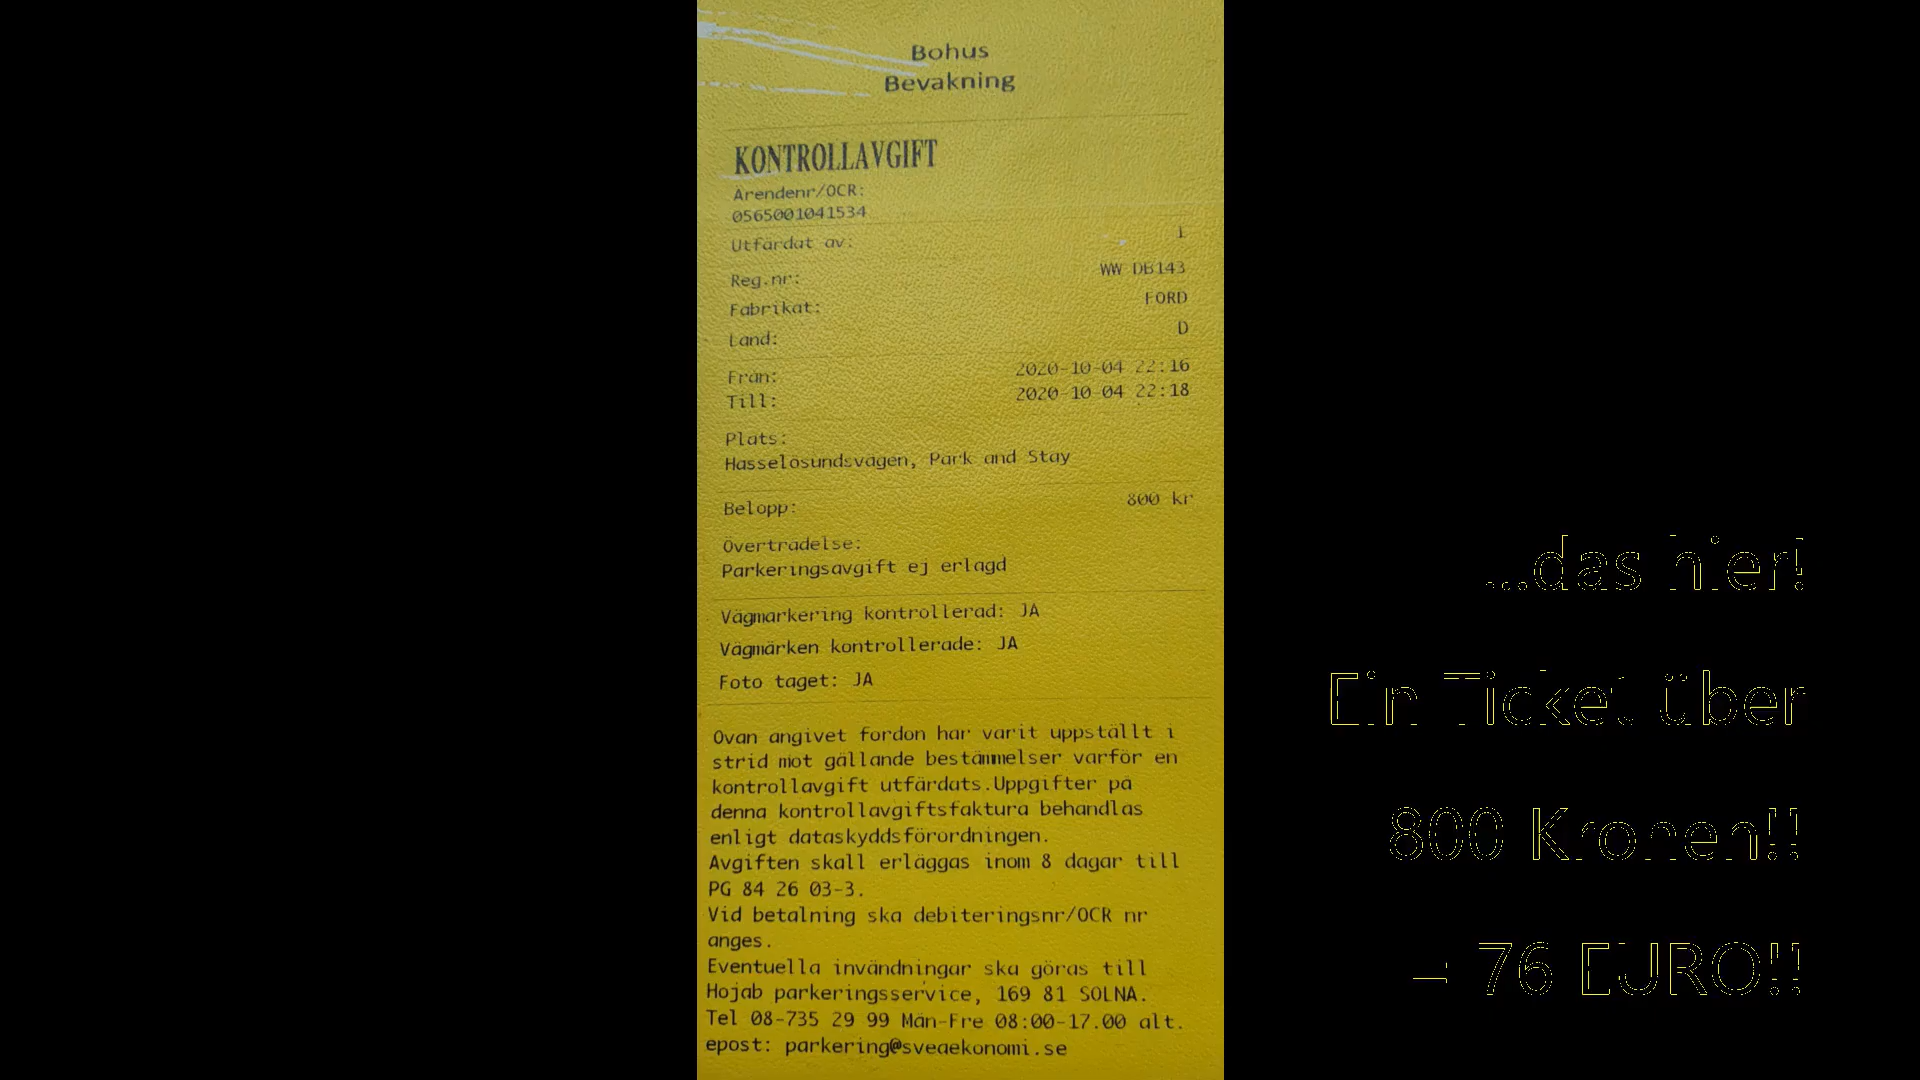 Bohus
Bevakning
KONTROLLAVGIFT
Ärendenr/OCR:
0565001041534
Utfärdat av: 1
Reg.nr: WW DB143
Fabrikat: FORD
Land: D
Från: 2020-10-04 22:16
Till: 2020-10-04 22:18
Plats:
Hasselösundsvägen, Park and Stay
Belopp: 800 kr
Överträdelse:
Parkeringsavgift ej erlagd
Vägmarkering kontrollerad: JA
Vägmärken kontrollerade: JA
Foto taget: JA
Ovan angivet fordon har varit uppställt i
strid mot gällande bestämmelser varför en
kontrollavgift utfärdats.Uppgifter på
denna kontrollavgiftsfaktura behandlas
enligt dataskyddsförordningen.
Avgiften skall erläggas inom 8 dagar till
PG 84 26 03-3.
Vid betalning ska debiteringsnr/OCR nr
anges.
Eventuella invändningar ska göras till
Hojab parkeringsservice, 169 81 SOLNA.
Tel 08-735 29 99 Mån-Fre 08:00-17.00 alt.
epost: parkering@sveaekonomi.se
...das hier!
Ein Ticket über
800 Kronen!!
= 76 EURO!!